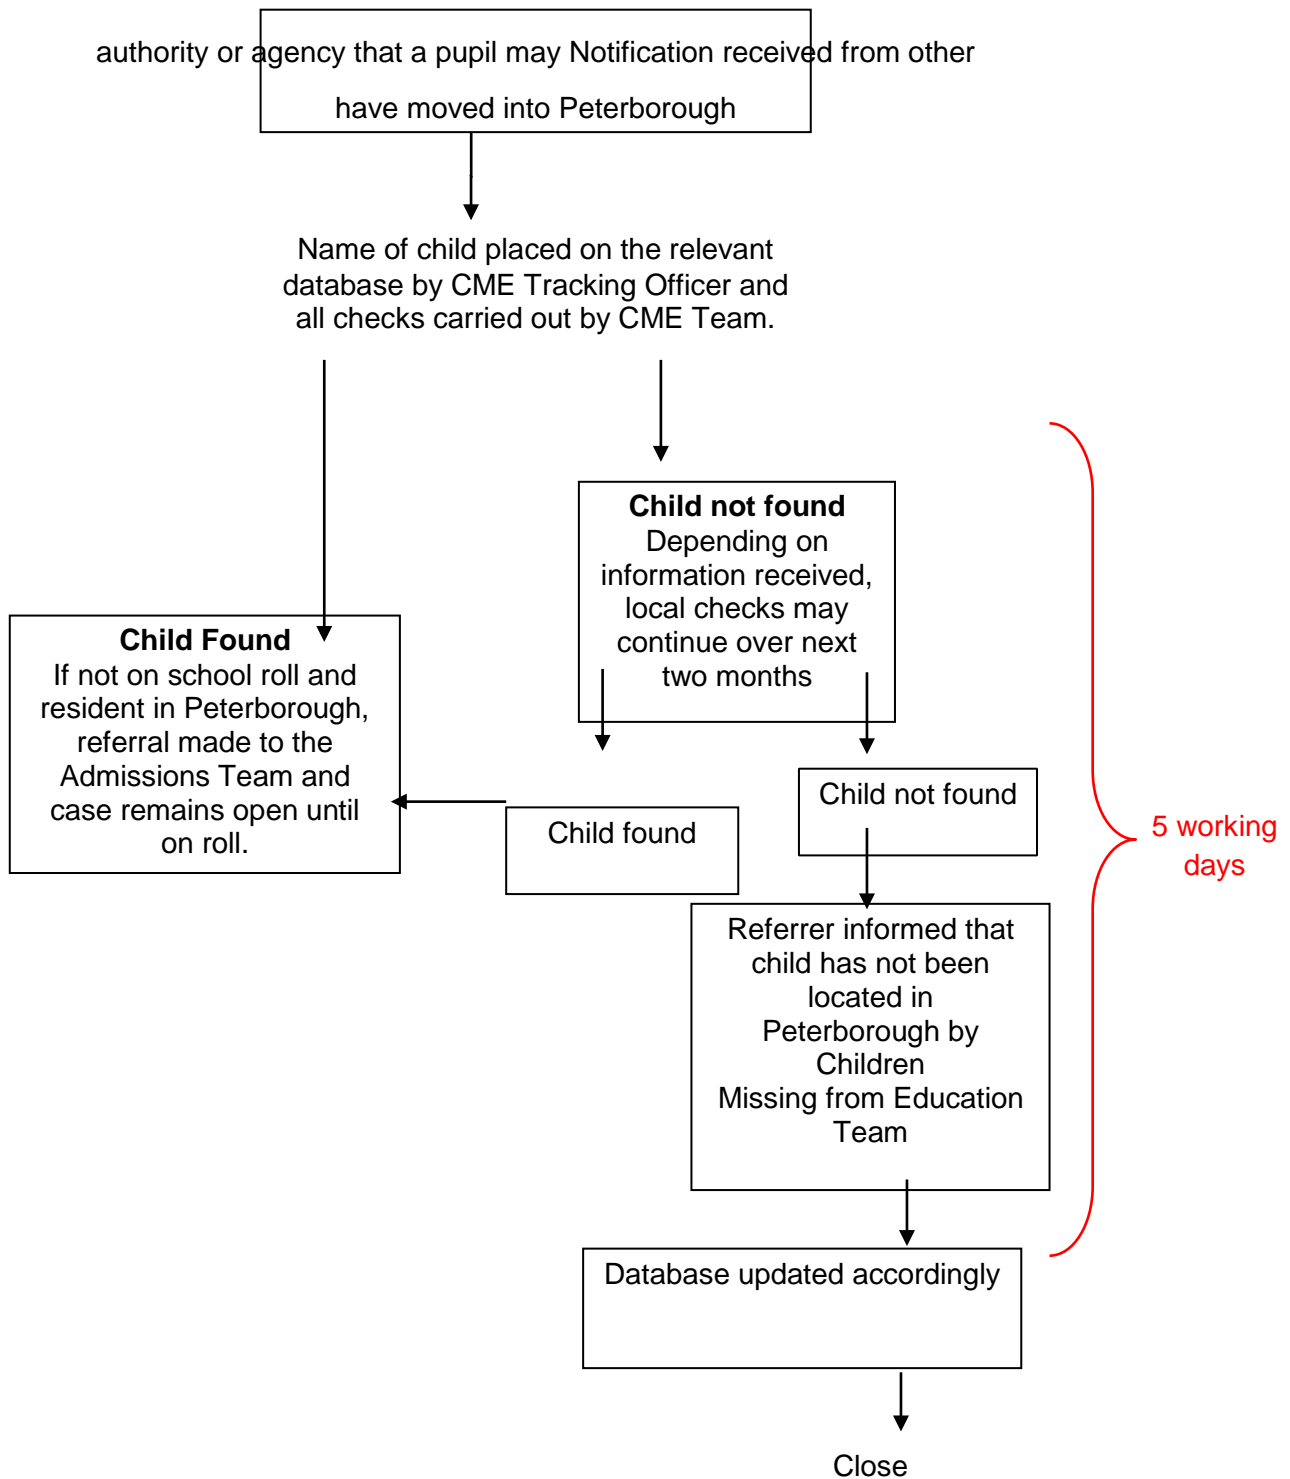 authority or agency that a pupil may Notification received from other
have moved into Peterborough
Name of child placed on the relevant
database by CME Tracking Officer and
all checks carried out by CME Team.
Child not found
Depending on
information received,
local checks may
continue over next
two months
Child Found
If not on school roll and
resident in Peterborough,
referral made to the
Admissions Team and
case remains open until
on roll.
Child found
Child not found
5 working
days
Referrer informed that
child has not been
located in
Peterborough by
Children
Missing from Education
Team
Database updated accordingly
Close